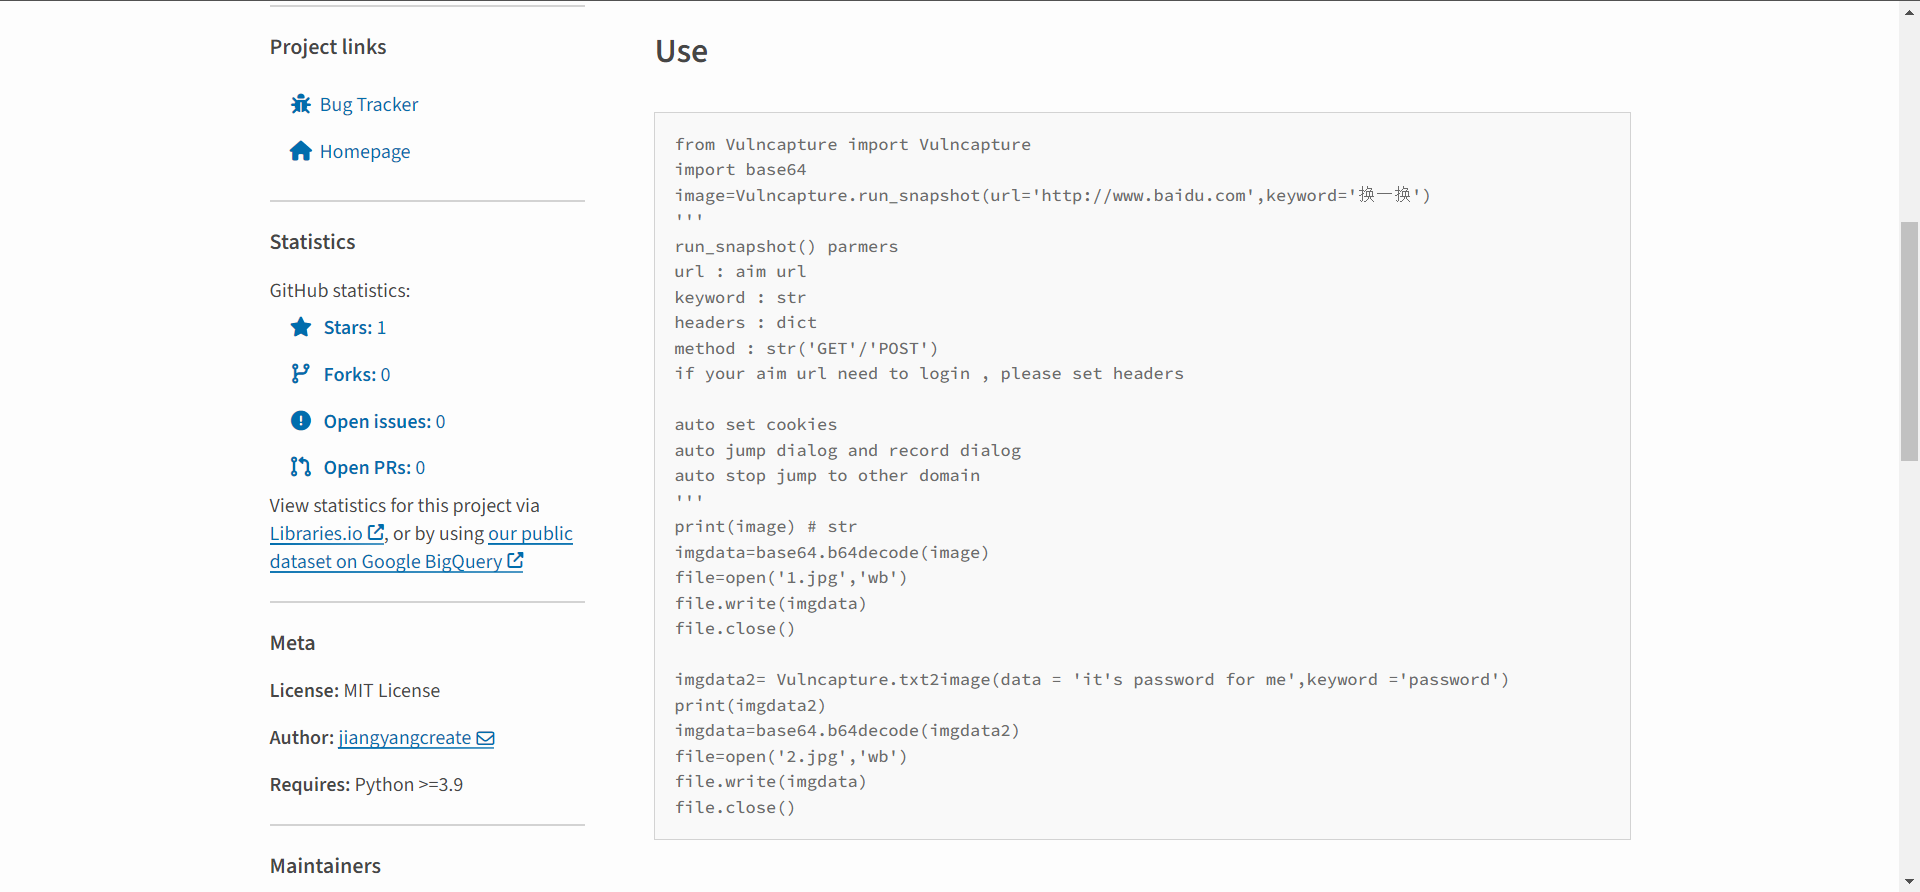 Project links
Bug Tracker
Homepage
Statistics
GitHub statistics:
Stars: 1
Forks: 0
Open issues: 0
Open PRs: 0
View statistics for this project via
Libraries.io, or by using our public
dataset on Google BigQuery
Meta
License: MIT License
Author: jiangyangcreate
Requires: Python >=3.9
Maintainers
Use
from Vulncapture import Vulncapture
import base64
image=Vulncapture.run_snapshot(url='http://www.baidu.com',keyword='换一换')
'''
run_snapshot() parmers
url : aim url
keyword : str
headers : dict
method : str('GET'/'POST')
if your aim url need to login , please set headers
auto set cookies
auto jump dialog and record dialog
auto stop jump to other domain
'''
print(image) # str
imgdata=base64.b64decode(image)
file=open('1.jpg','wb')
file.write(imgdata)
file.close()
imgdata2= Vulncapture.txt2image(data = 'it's password for me',keyword ='password')
print(imgdata2)
imgdata=base64.b64decode(imgdata2)
file=open('2.jpg','wb')
file.write(imgdata)
file.close()